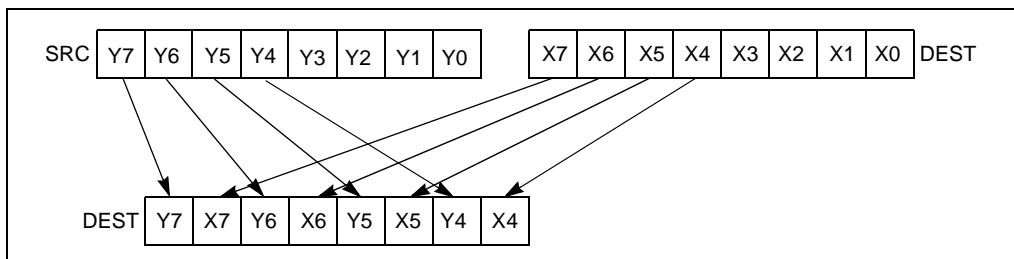 SRC Y7 Y6 Y5 Y4 Y3 Y2 Y1 Y0 X7 X6 X5 X4 X3 X2 X1 X0 DEST
DEST Y7 X7 Y6 X6 Y5 X5 Y4 X4